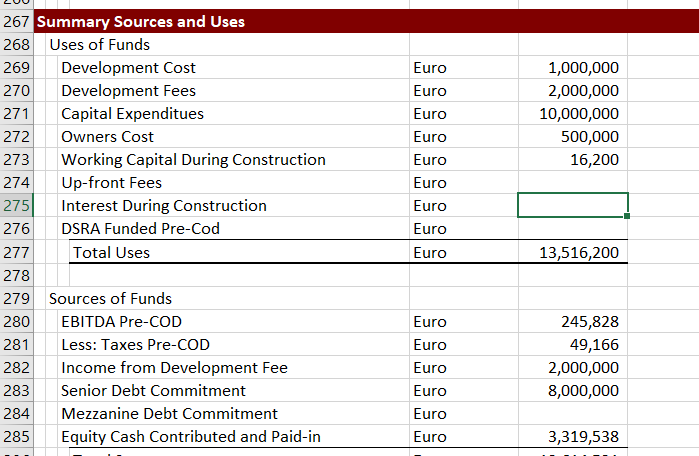 267 Summary Sources and Uses
268 Uses of Funds
269 Development Cost Euro 1,000,000
270 Development Fees Euro 2,000,000
271 Capital Expenditues Euro 10,000,000
272 Owners Cost Euro 500,000
273 Working Capital During Construction Euro 16,200
274 Up-front Fees Euro
275 Interest During Construction Euro
276 DSRA Funded Pre-Cod Euro
277 Total Uses Euro 13,516,200
278
279 Sources of Funds
280 EBITDA Pre-COD Euro 245,828
281 Less: Taxes Pre-COD Euro 49,166
282 Income from Development Fee Euro 2,000,000
283 Senior Debt Commitment Euro 8,000,000
284 Mezzanine Debt Commitment Euro
285 Equity Cash Contributed and Paid-in Euro 3,319,538